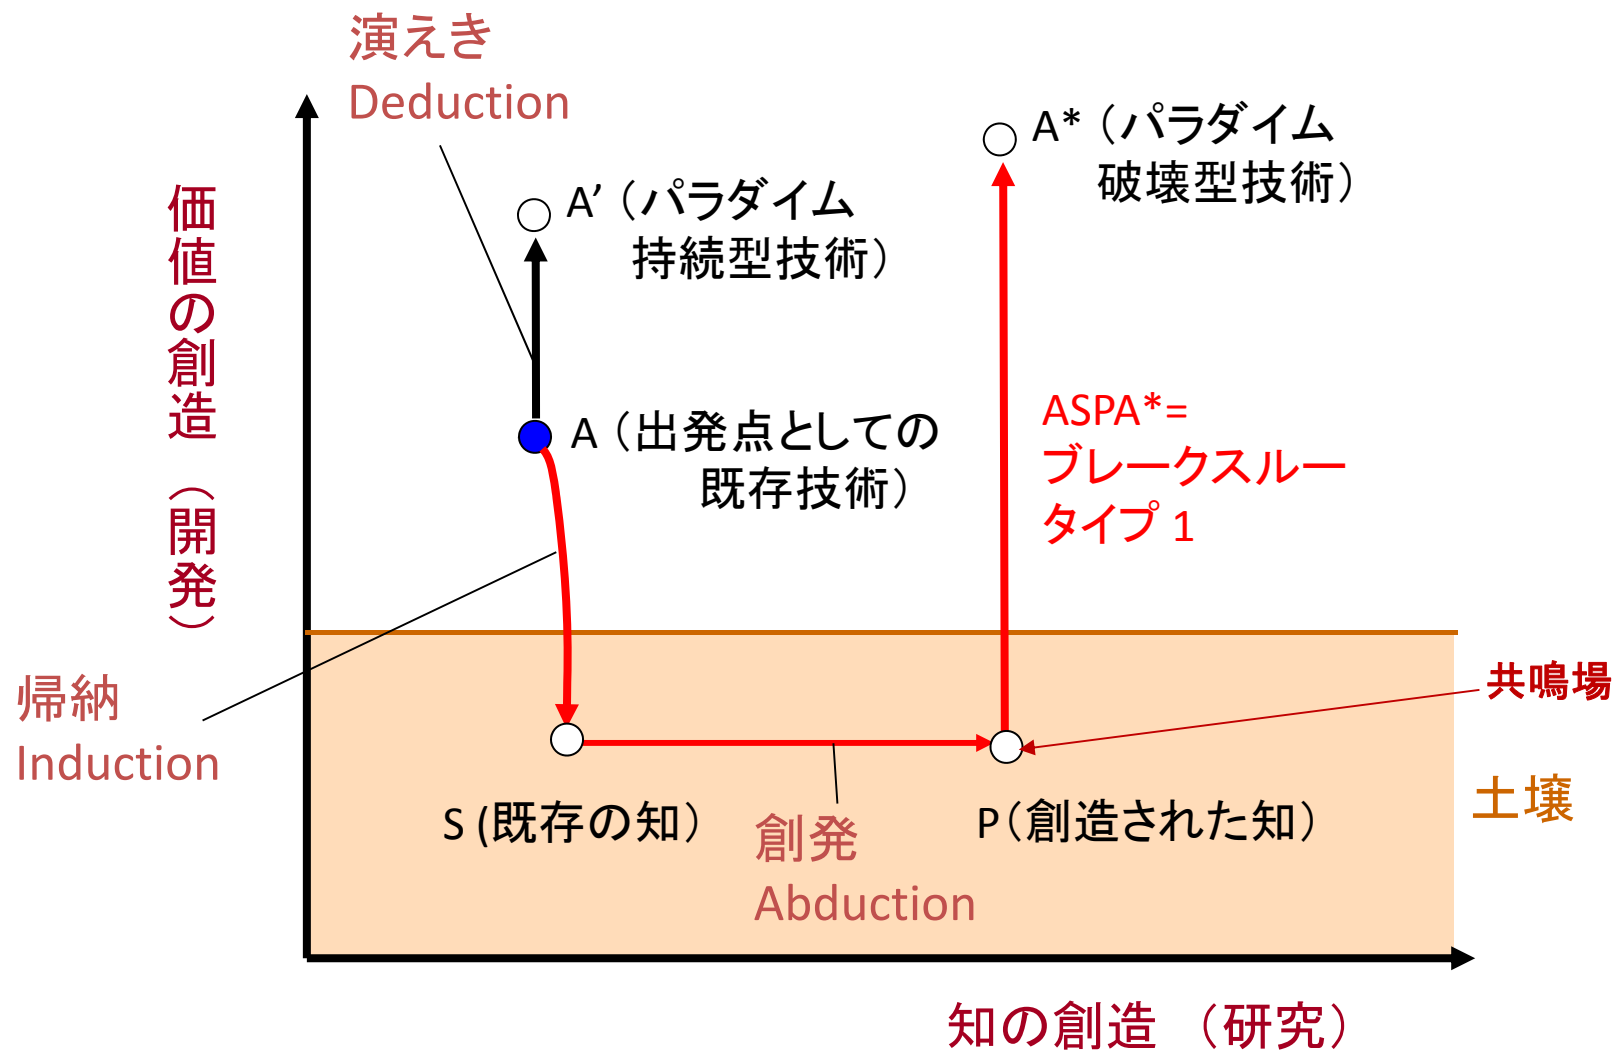 演えき
Deduction
A*（パラダイム
破壊型技術）
A’（パラダイム
持続型技術）
価値の創造（開発）
A（出発点としての
既存技術）
ASPA*=
ブレークスルー
タイプ 1
帰納
Induction
共鳴場
土壌
S (既存の知）
P（創造された知）
創発
Abduction
知の創造（研究）